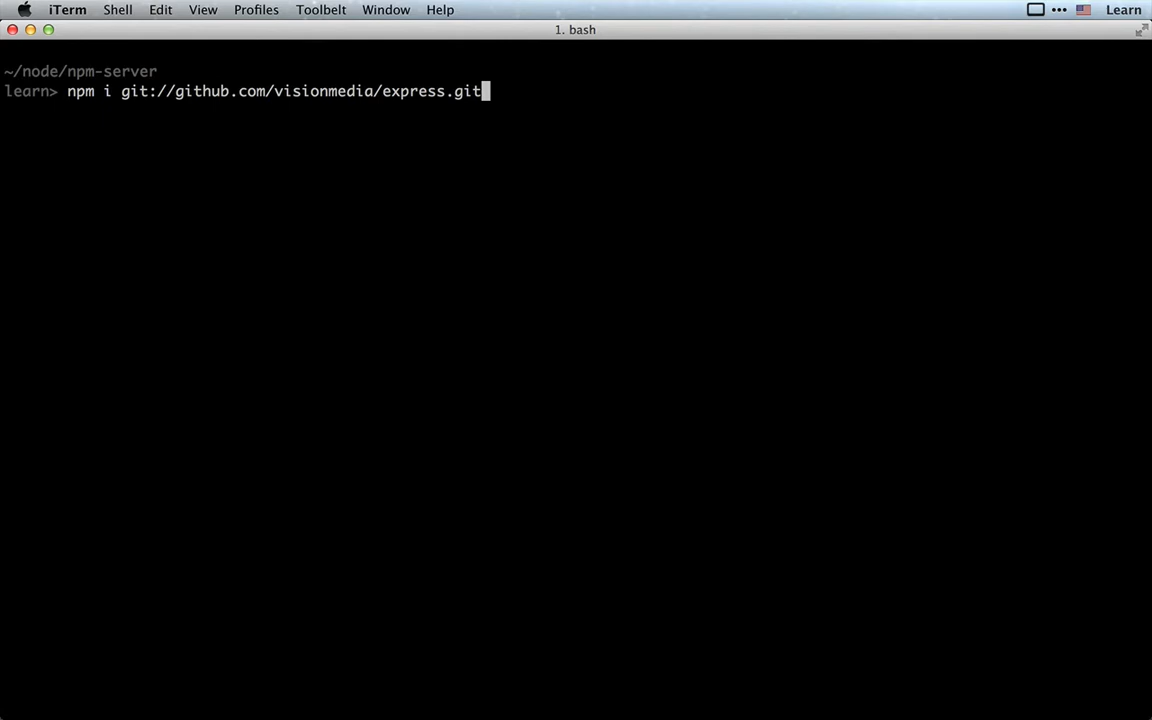 iTerm Shell Edit View Profiles Toolbelt Window Help ••• Learn
1. bash
~/node/npm-server
learn> npm i git://github.com/visionmedia/express.git